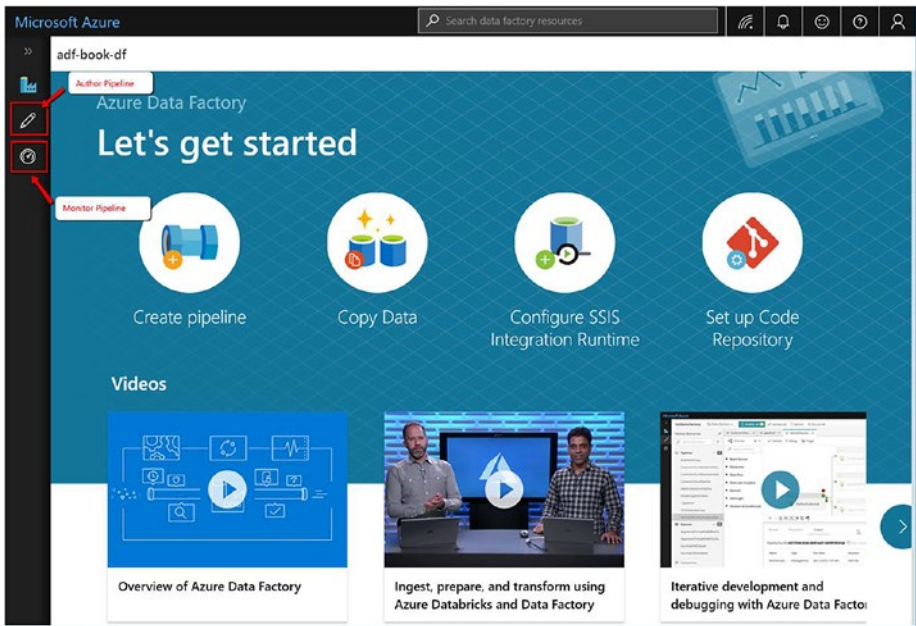 Microsoft Azure
Search data factory resources
adf-book-df
Author Pipeline
Azure Data Factory
Let's get started
Monitor Pipeline
Create pipeline
Copy Data
Configure SSIS
Integration Runtime
Set up Code
Repository
Videos
Overview of Azure Data Factory
Ingest, prepare, and transform using
Azure Databricks and Data Factory
Iterative development and
debugging with Azure Data Facto